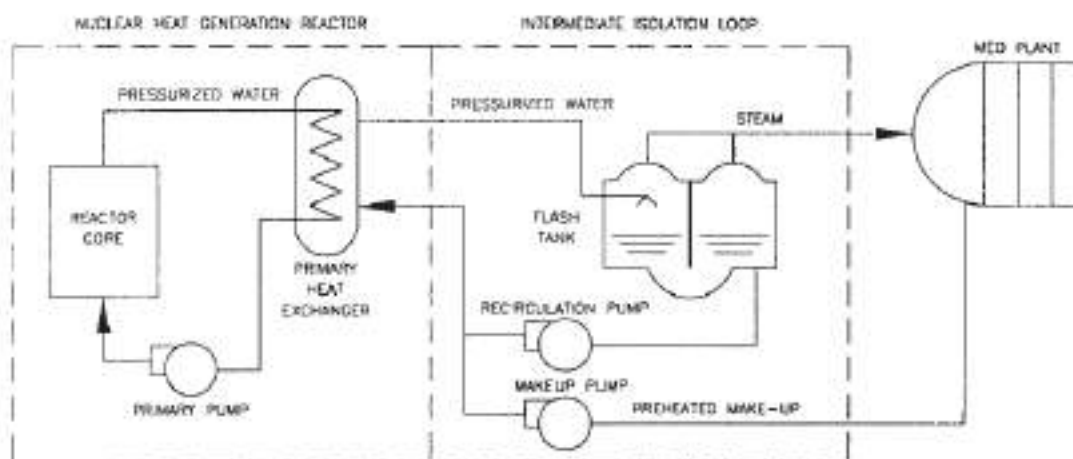 NUCLEAR HEAT GENERATION REACTOR
INTERMEDIATE ISOLATION LOOP
MED PLANT
PRESSURIZED WATER
PRESSURIZED WATER
STEAM
REACTOR
CORE
FLASH
TANK
PRIMARY
HEAT
EXCHANGER
RECIRCULATION PUMP
MAKEUP PUMP
PRIMARY PUMP
PREHEATED MAKE-UP